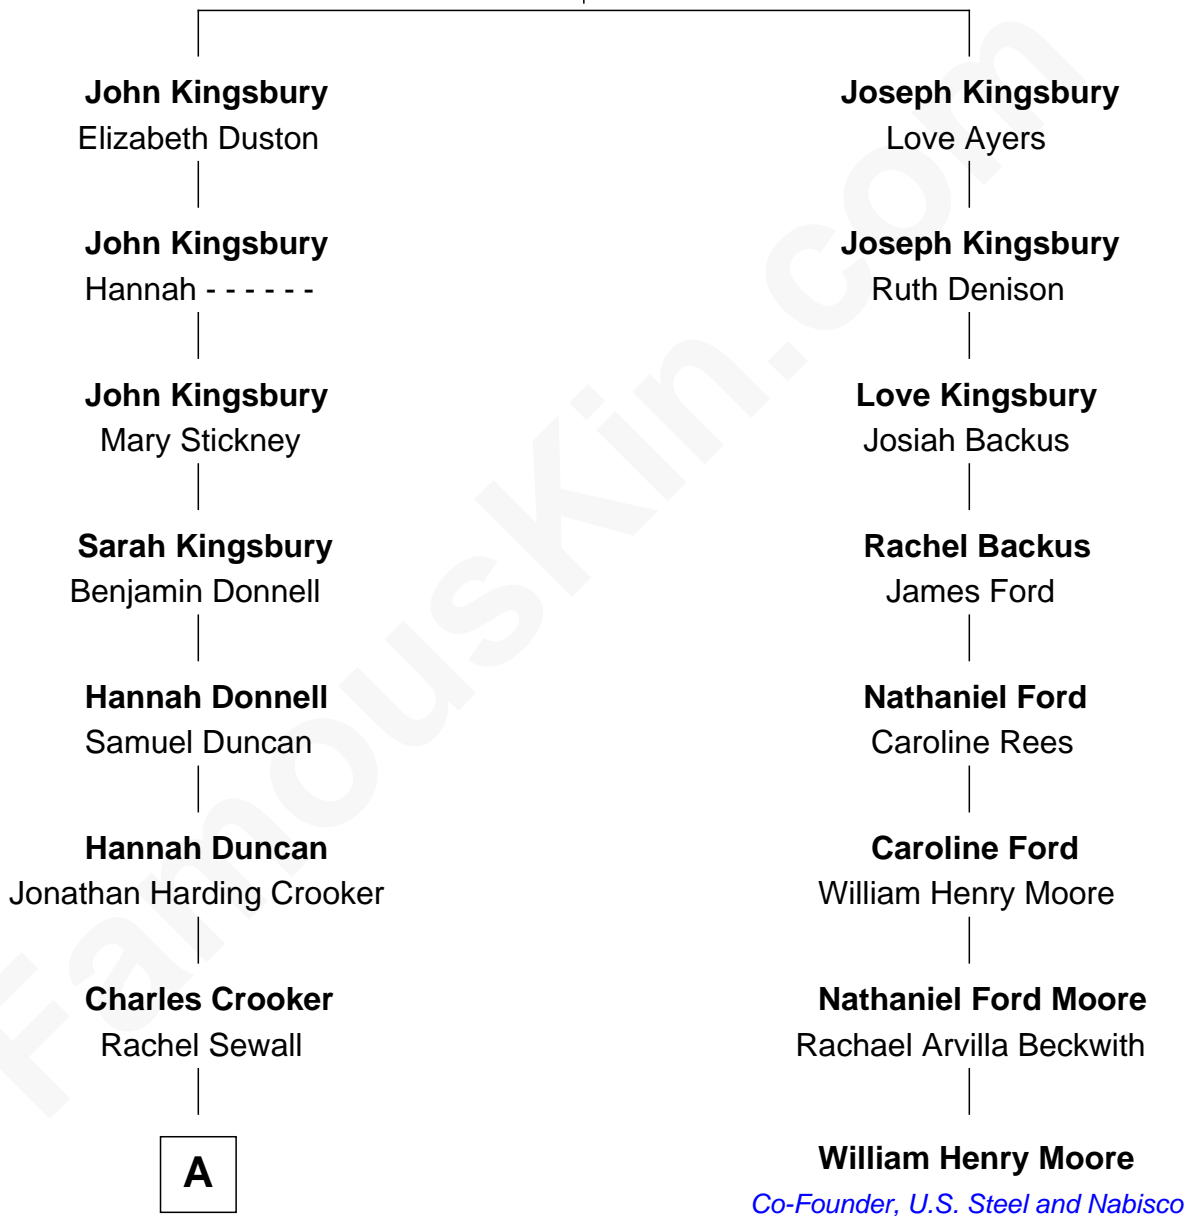 John Kingsbury
Elizabeth Duston
John Kingsbury
Hannah - - - - - -
John Kingsbury
Mary Stickney
Sarah Kingsbury
Benjamin Donnell
Hannah Donnell
Samuel Duncan
Hannah Duncan
Jonathan Harding Crooker
Charles Crooker
Rachel Sewall
A
Joseph Kingsbury
Love Ayers
Joseph Kingsbury
Ruth Denison
Love Kingsbury
Josiah Backus
Rachel Backus
James Ford
Nathaniel Ford
Caroline Rees
Caroline Ford
William Henry Moore
Nathaniel Ford Moore
Rachael Arvilla Beckwith
William Henry Moore
Co-Founder, U.S. Steel and Nabisco
FamousKin.com